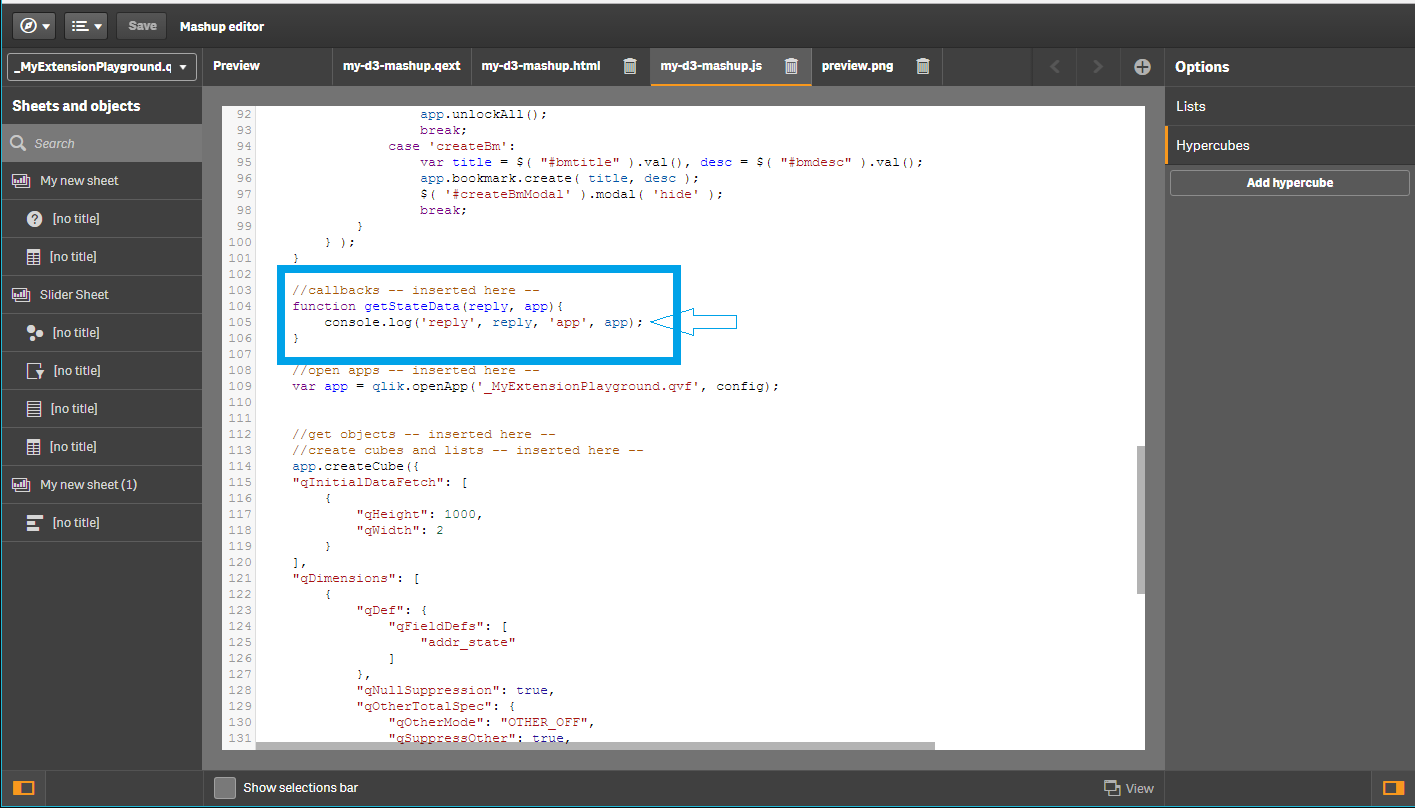 Save Mashup editor
_MyExtensionPlayground.q
Preview my-d3-mashup.qext my-d3-mashup.html my-d3-mashup.js preview.png
Options
Sheets and objects
Search
My new sheet
[no title]
[no title]
Slider Sheet
[no title]
[no title]
[no title]
[no title]
My new sheet (1)
[no title]
92 app.unlockAll();
93 break;
94 case 'createBm':
95 var title = $( "#bmtitle" ).val(), desc = $( "#bmdesc" ).val();
96 app.bookmark.create( title, desc );
97 $( '#createBmModal' ).modal( 'hide' );
98 break;
99 }
100 } );
101 }
102
103 //callbacks -- inserted here --
104 function getStateData(reply, app){
105 console.log('reply', reply, 'app', app);
106 }
107
108 //open apps -- inserted here --
109 var app = qlik.openApp('_MyExtensionPlayground.qvf', config);
110
111
112 //get objects -- inserted here --
113 //create cubes and lists -- inserted here --
114 app.createCube({
115 "qInitialDataFetch": [
116 {
117 "qHeight": 1000,
118 "qWidth": 2
119 }
120 ],
121 "qDimensions": [
122 {
123 "qDef": {
124 "qFieldDefs": [
125 "addr_state"
126 ]
127 },
128 "qNullSuppression": true,
129 "qOtherTotalSpec": {
130 "qOtherMode": "OTHER_OFF",
131 "qSuppressOther": true,
Lists
Hypercubes
Add hypercube
Show selections bar
View